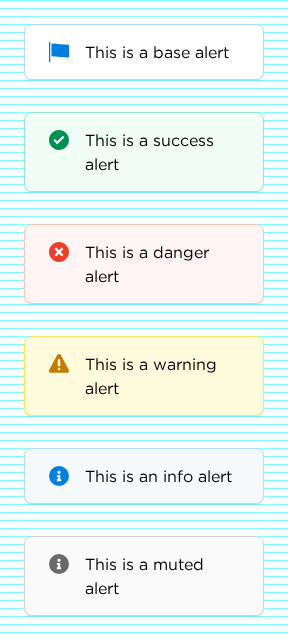 This is a base alert
This is a success
alert
This is a danger
alert
This is a warning
alert
This is an info alert
This is a muted
alert